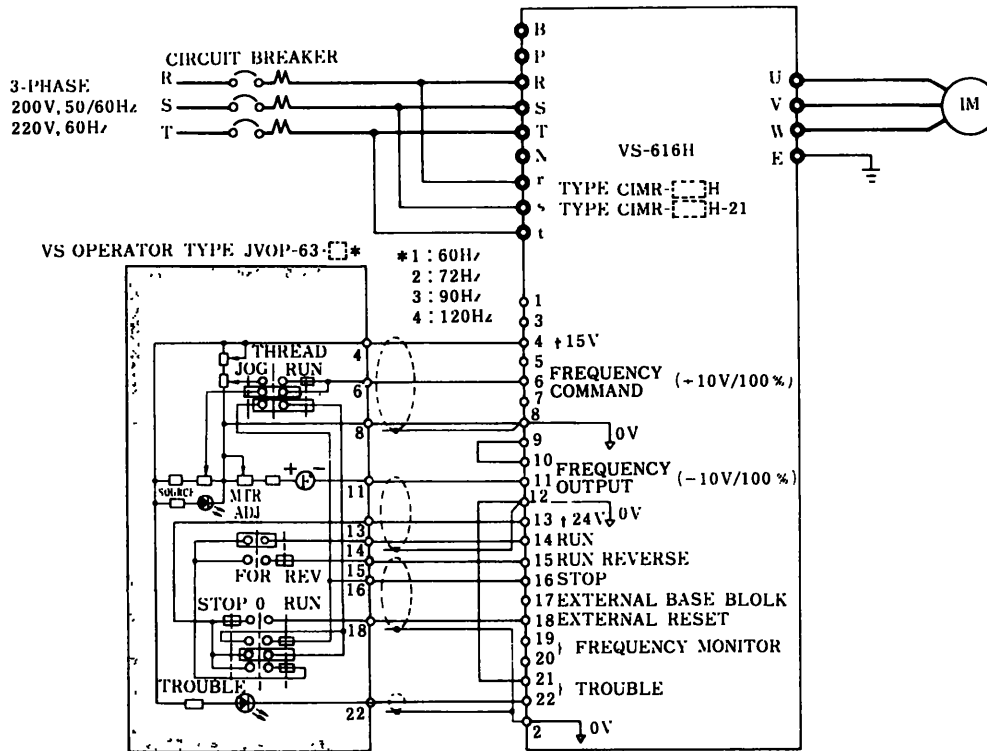 B
P
CIRCUIT BREAKER
3-PHASE
200V, 50/60Hz
220V, 60Hz
R
S
T
R
S
T
N
r
s
t
U
V
W
E
IM
VS-616H
TYPE CIMR-[ ]H
TYPE CIMR-[ ]H-21
VS OPERATOR TYPE JVOP-63-[ ]*
*1 : 60Hz
2 : 72Hz
3 : 90Hz
4 : 120Hz
1
3
4 +15V
5
6 FREQUENCY COMMAND (+10V/100%)
7
8
0V
9
10
11 FREQUENCY OUTPUT (-10V/100%)
12
0V
13 +24V
14 RUN
15 RUN REVERSE
16 STOP
17 EXTERNAL BASE BLOLK
18 EXTERNAL RESET
19
20
} FREQUENCY MONITOR
21
22
} TROUBLE
2
0V
THREAD
JOG RUN
4
6
8
SOURCE
MTR
ADJ
+ −
F
11
13
14
FOR REV
15
16
STOP 0 RUN
18
TROUBLE
22